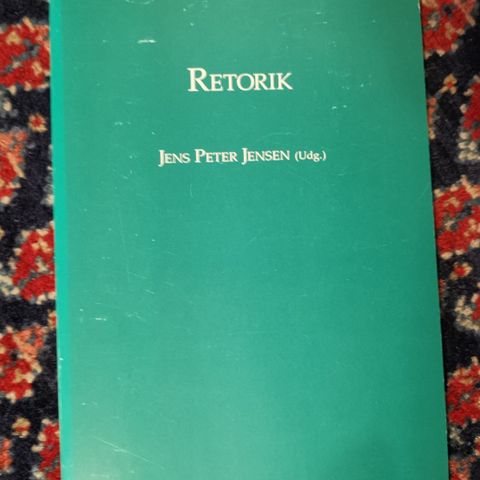 RETORIK
JENS PETER JENSEN (Udg.)